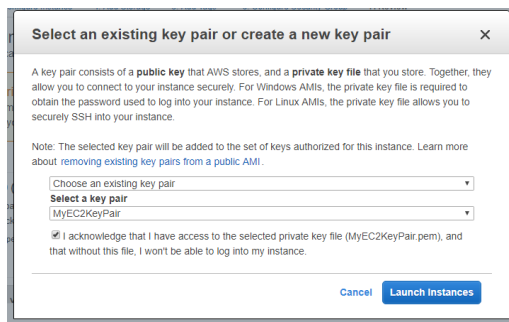 Select an existing key pair or create a new key pair
A key pair consists of a public key that AWS stores, and a private key file that you store. Together, they
allow you to connect to your instance securely. For Windows AMIs, the private key file is required to
obtain the password used to log into your instance. For Linux AMIs, the private key file allows you to
securely SSH into your instance.
Note: The selected key pair will be added to the set of keys authorized for this instance. Learn more
about removing existing key pairs from a public AMI .
Choose an existing key pair
Select a key pair
MyEC2KeyPair
I acknowledge that I have access to the selected private key file (MyEC2KeyPair.pem), and
that without this file, I won't be able to log into my instance.
Cancel Launch Instances